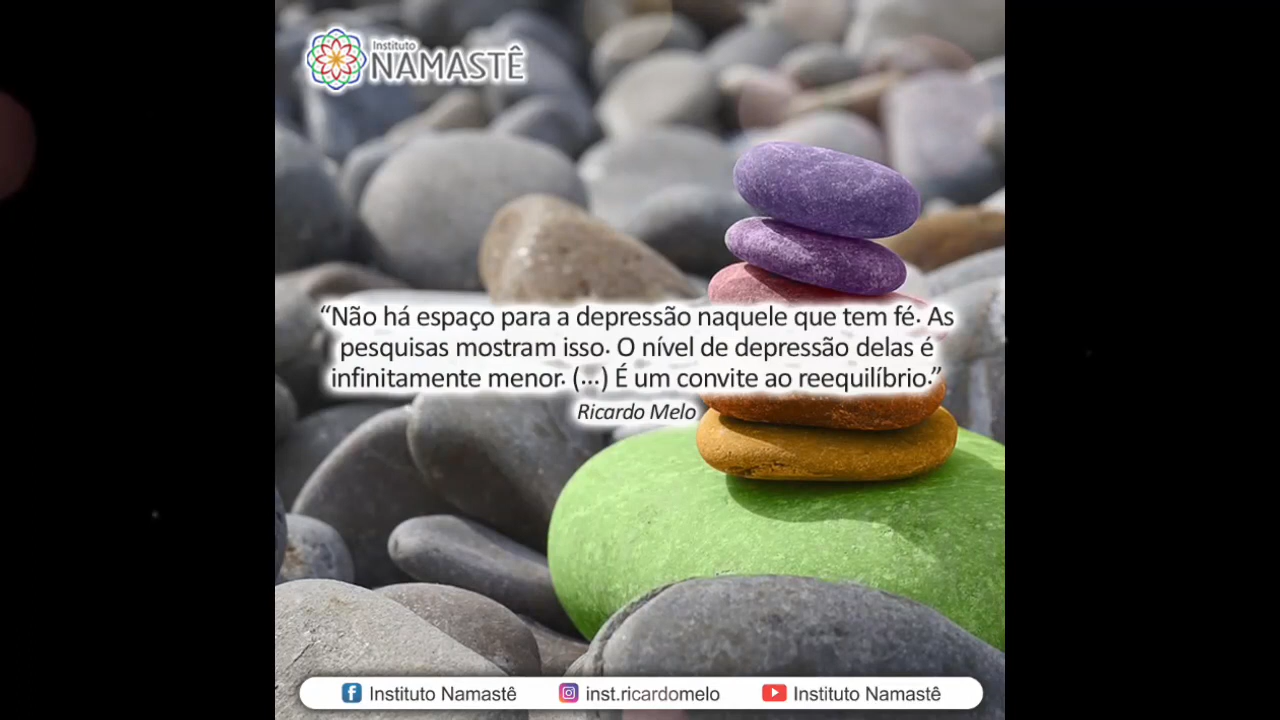 Instituto
NAMASTÊ
“Não há espaço para a depressão naquele que tem fé. As
pesquisas mostram isso. O nível de depressão delas é
infinitamente menor. (...) É um convite ao reequilíbrio.”
Ricardo Melo
Instituto Namastê inst.ricardomelo Instituto Namastê